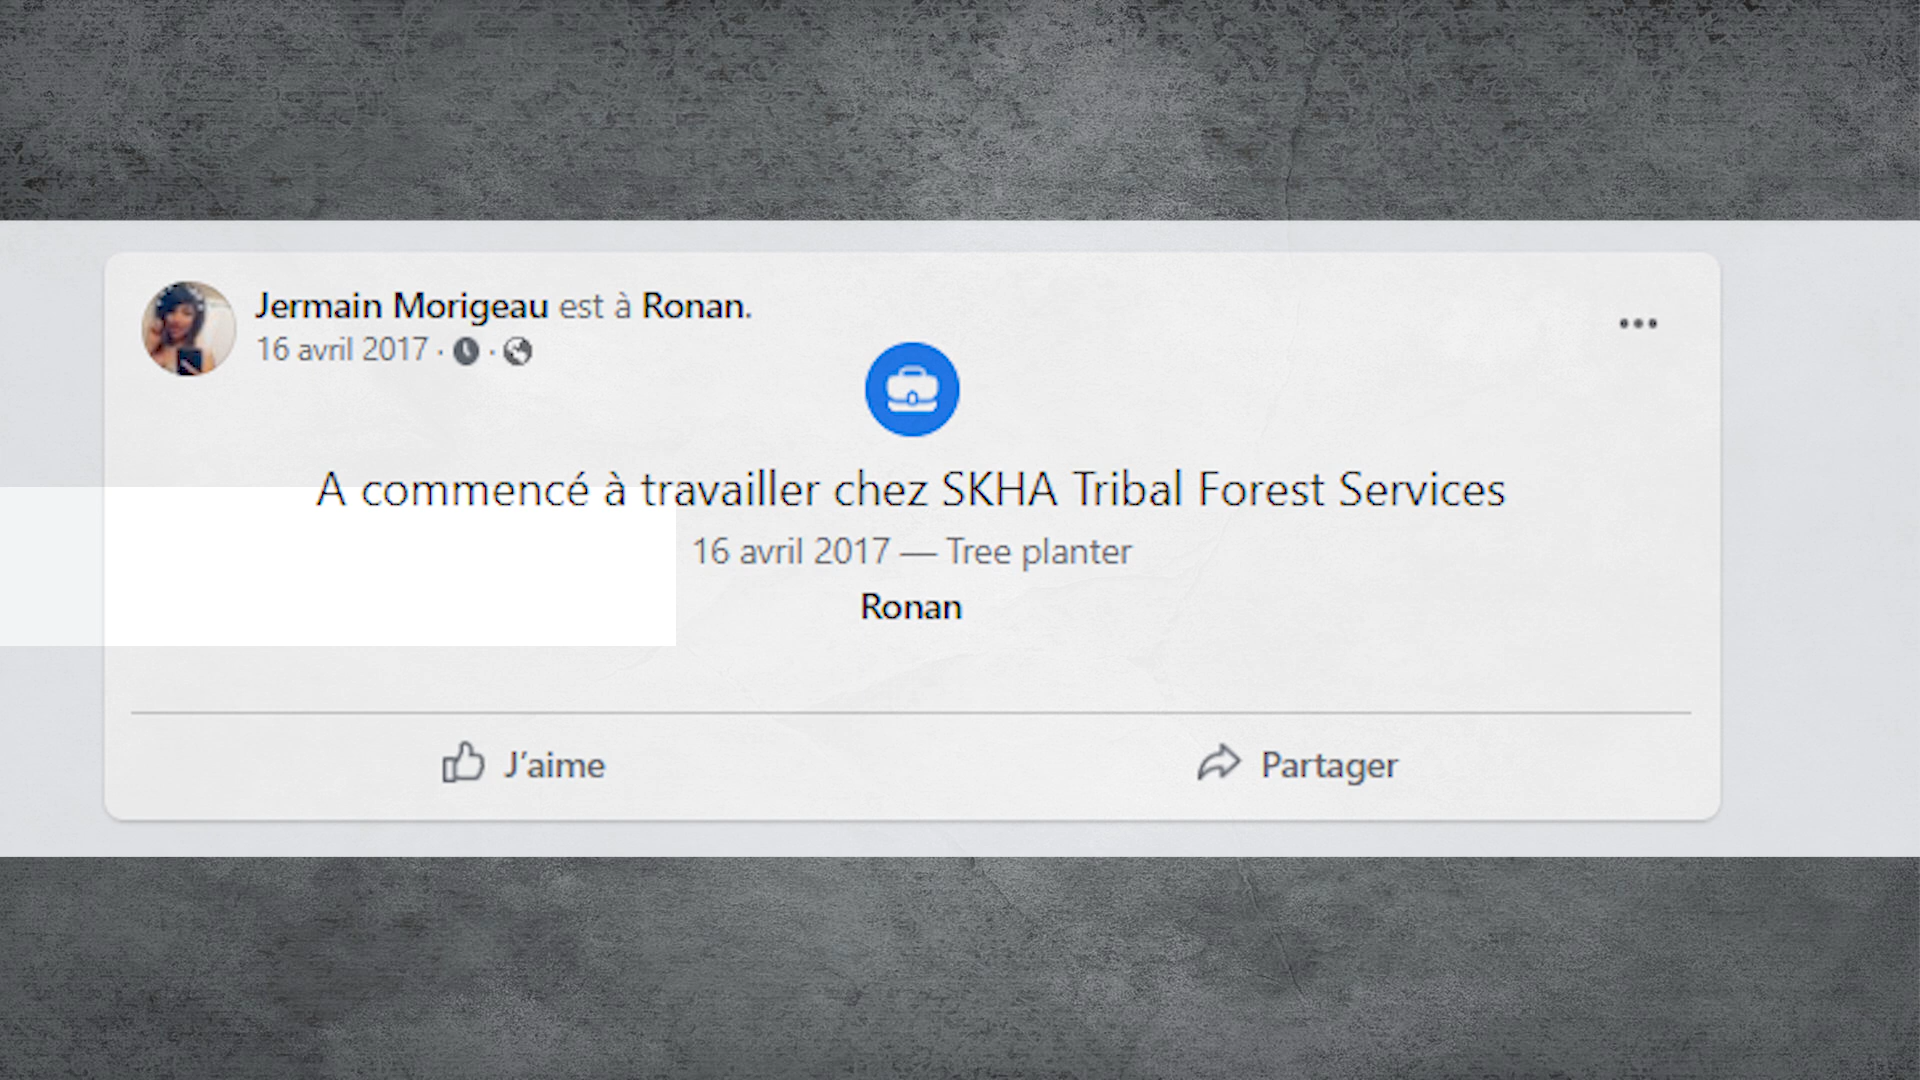 Jermain Morigeau est à Ronan.
16 avril 2017 ·  ·
A commencé à travailler chez SKHA Tribal Forest Services
16 avril 2017 — Tree planter
Ronan
J'aime
Partager